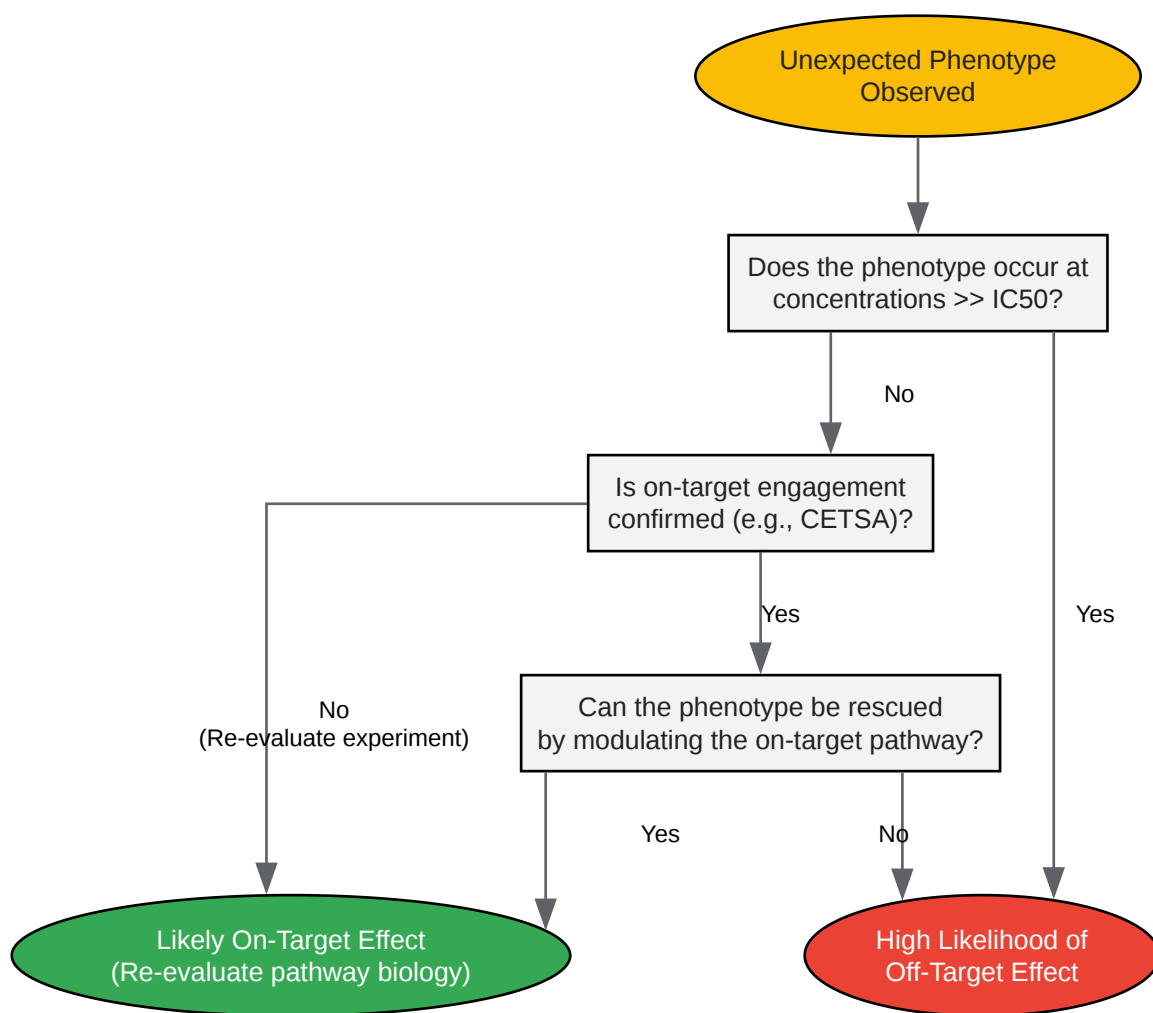 Unexpected Phenotype
Observed
Does the phenotype occur at
concentrations >> IC50?
No
Is on-target engagement
confirmed (e.g., CETSA)?
Yes
Yes
Can the phenotype be rescued
by modulating the on-target pathway?
No
(Re-evaluate experiment)
Yes
No
Likely On-Target Effect
(Re-evaluate pathway biology)
High Likelihood of
Off-Target Effect